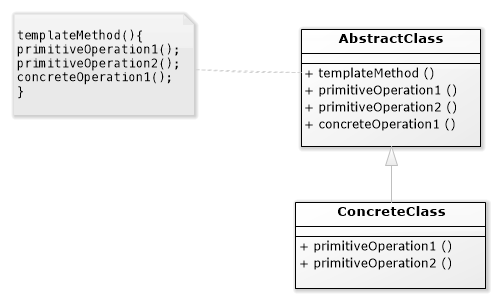 templateMethod(){
primitiveOperation1();
primitiveOperation2();
concreteOperation1();
}
AbstractClass
+ templateMethod ()
+ primitiveOperation1 ()
+ primitiveOperation2 ()
+ concreteOperation1 ()
ConcreteClass
+ primitiveOperation1 ()
+ primitiveOperation2 ()